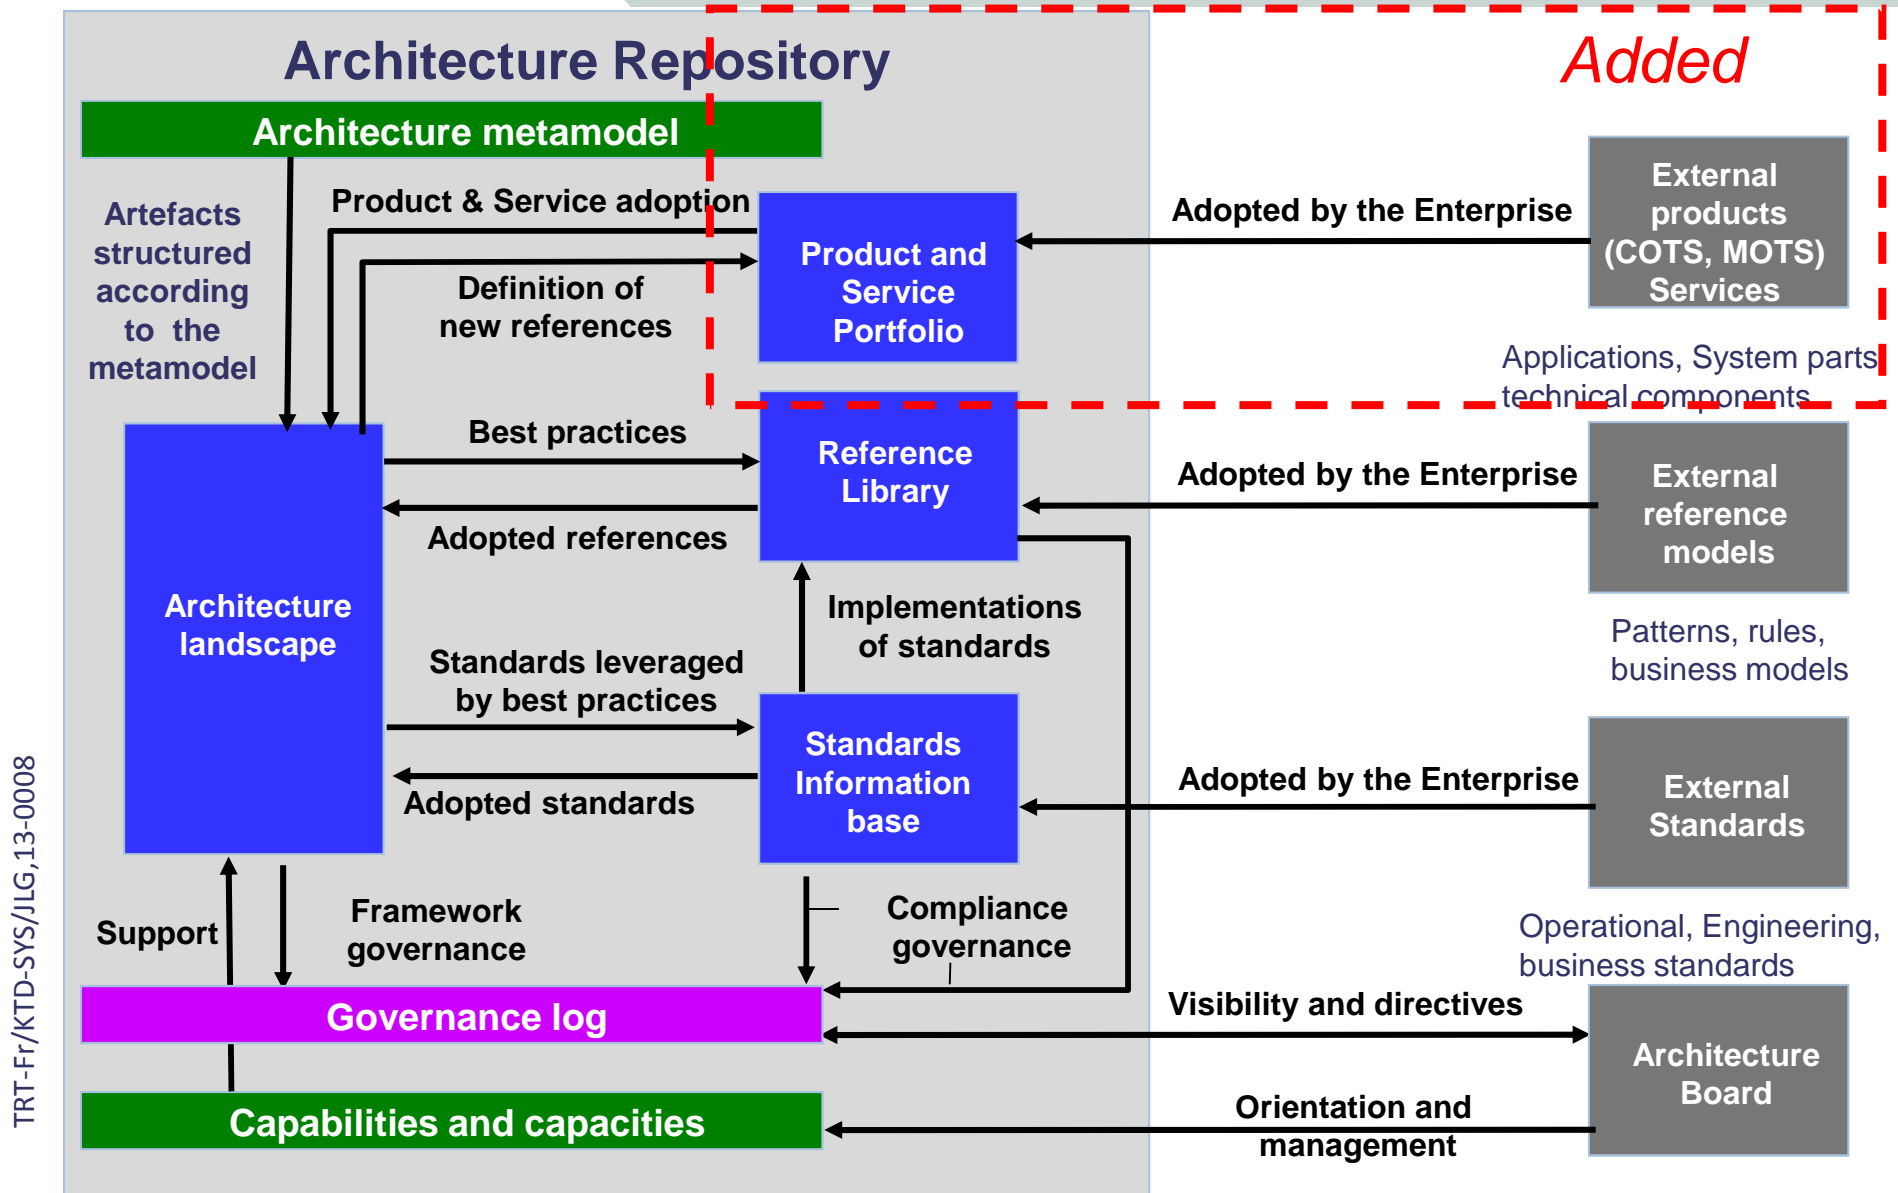 Architecture Repository
Added
Architecture metamodel
Artefacts
structured
according
to the
metamodel
Product & Service adoption
Definition of
new references
Product and
Service
Portfolio
Adopted by the Enterprise
External
products
(COTS, MOTS)
Services
Applications, System parts
technical components
Best practices
Adopted references
Reference
Library
Adopted by the Enterprise
External
reference
models
Patterns, rules,
business models
Architecture
landscape
Implementations
of standards
Standards leveraged
by best practices
Adopted standards
Standards
Information
base
Adopted by the Enterprise
External
Standards
Operational, Engineering,
business standards
Support
Framework
governance
Compliance
governance
Governance log
Visibility and directives
Architecture
Board
Capabilities and capacities
Orientation and
management
TRT-Fr/KTD-SYS/JLG,13-0008